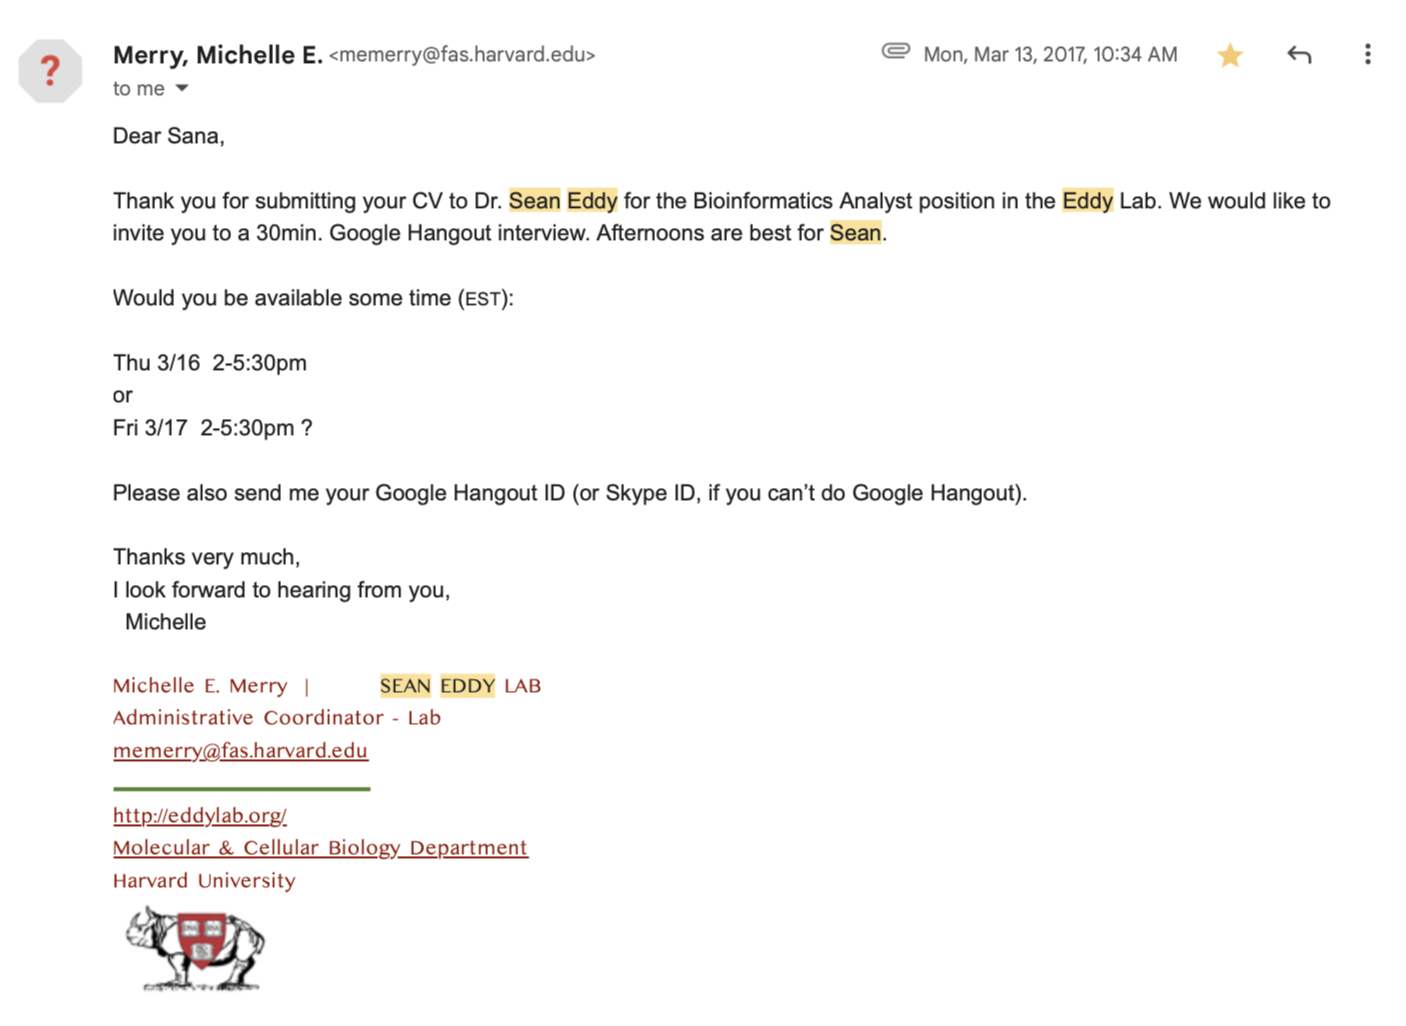 Merry, Michelle E. <memerry@fas.harvard.edu> Mon, Mar 13, 2017, 10:34 AM
?
to me
Dear Sana,
Thank you for submitting your CV to Dr. Sean Eddy for the Bioinformatics Analyst position in the Eddy Lab. We would like to
invite you to a 30min. Google Hangout interview. Afternoons are best for Sean.
Would you be available some time (EST):
Thu 3/16  2-5:30pm
or
Fri 3/17  2-5:30pm ?
Please also send me your Google Hangout ID (or Skype ID, if you can’t do Google Hangout).
Thanks very much,
I look forward to hearing from you,
Michelle
Michelle E. Merry | SEAN EDDY LAB
Administrative Coordinator - Lab
memerry@fas.harvard.edu
http://eddylab.org/
Molecular & Cellular Biology Department
Harvard University